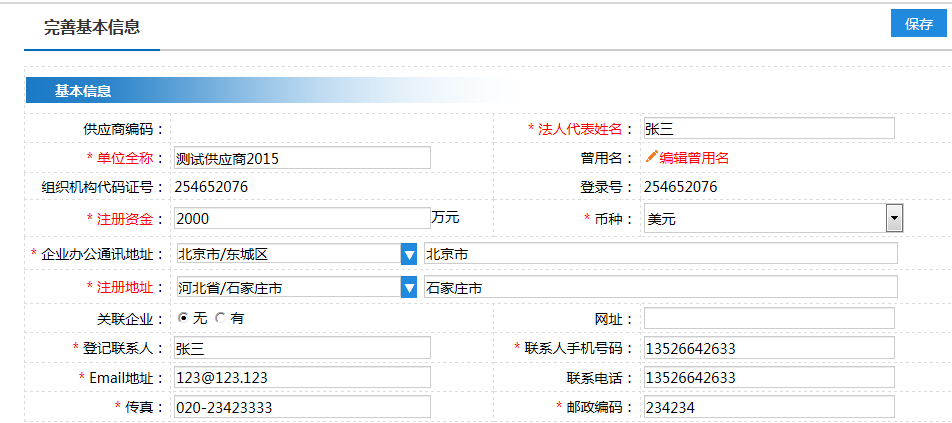 完善基本信息 保存
基本信息
供应商编码： * 法人代表姓名： 张三
* 单位全称： 测试供应商2015 曾用名： 编辑曾用名
组织机构代码证号： 254652076 登录号： 254652076
* 注册资金： 2000 万元 * 币种： 美元
* 企业办公通讯地址： 北京市/东城区 北京市
* 注册地址： 河北省/石家庄市 石家庄市
关联企业： 无 有 网址：
* 登记联系人： 张三 * 联系人手机号码： 13526642633
* Email地址： 123@123.123 联系电话： 13526642633
* 传真： 020-23423333 * 邮政编码： 234234